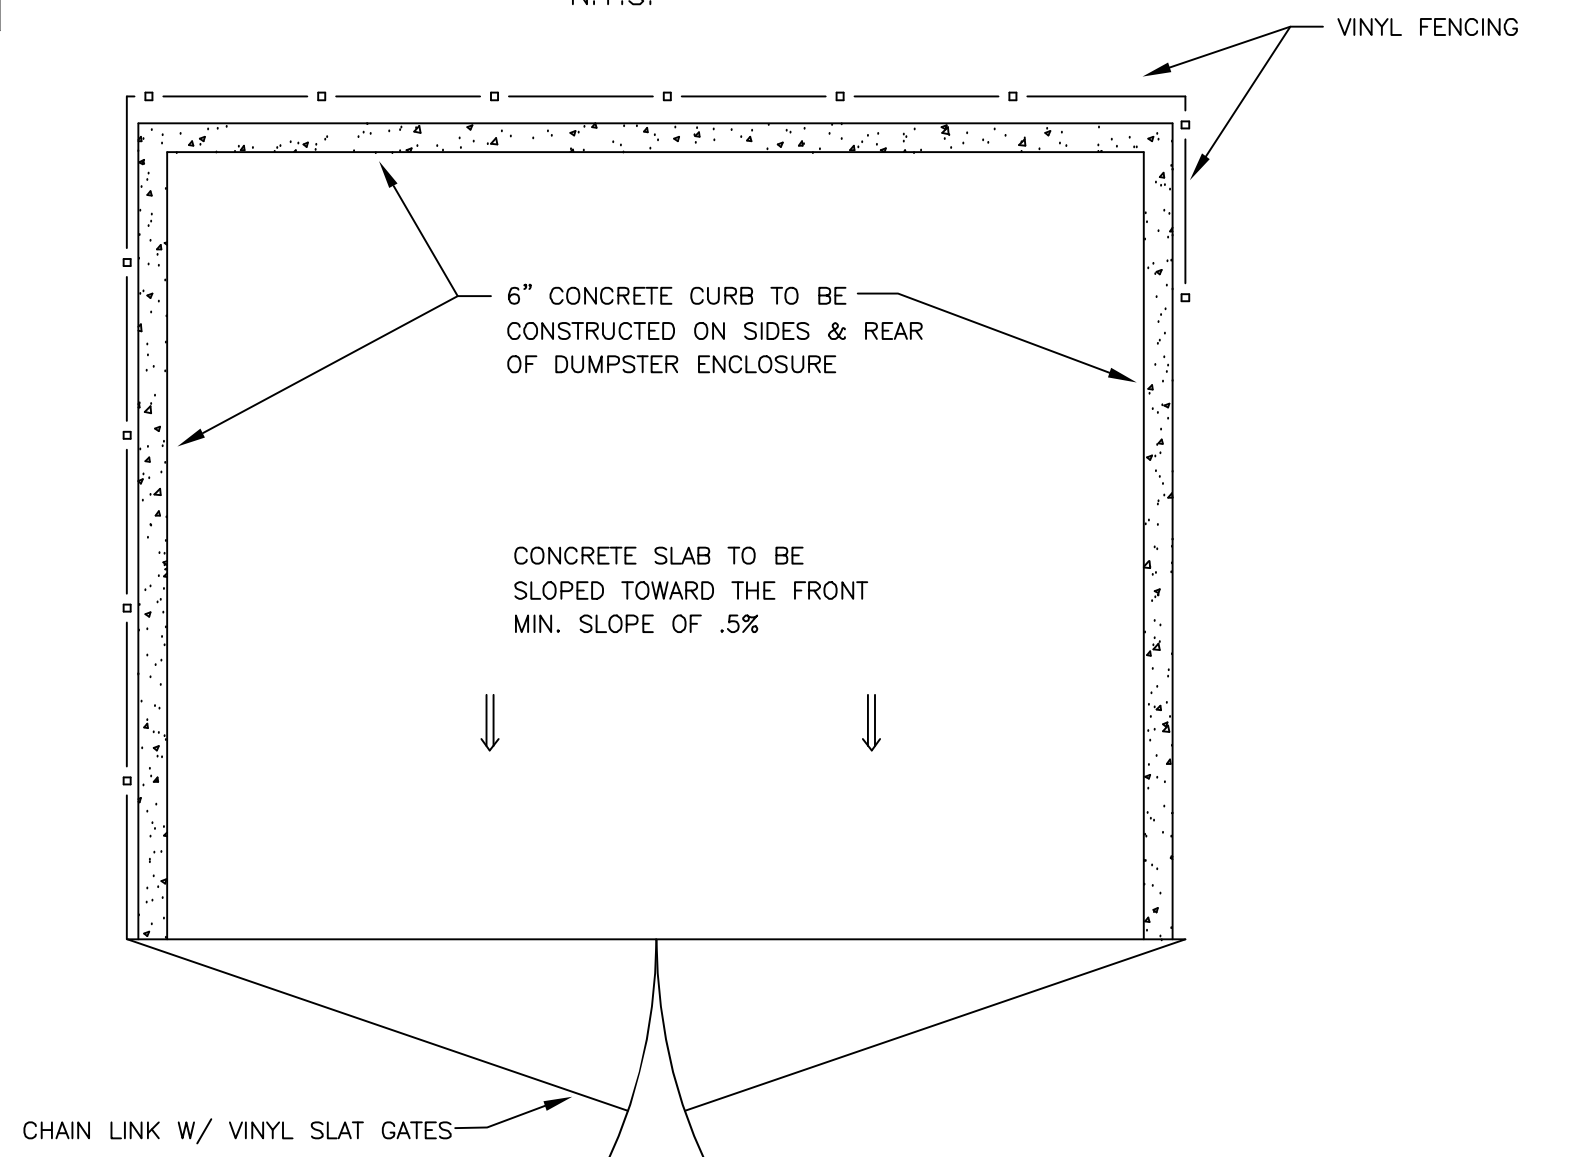 N.T.S.
VINYL FENCING
6” CONCRETE CURB TO BE
CONSTRUCTED ON SIDES & REAR
OF DUMPSTER ENCLOSURE
CONCRETE SLAB TO BE
SLOPED TOWARD THE FRONT
MIN. SLOPE OF .5%
CHAIN LINK W/ VINYL SLAT GATES